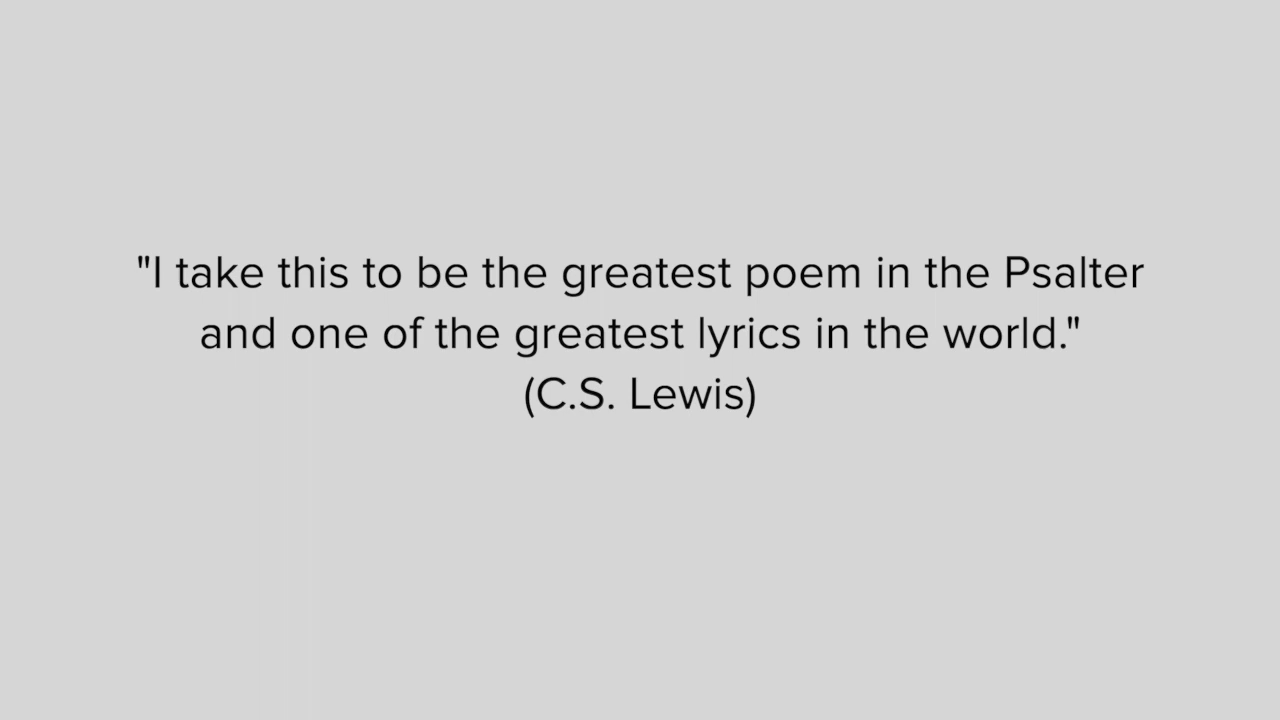 "I take this to be the greatest poem in the Psalter
and one of the greatest lyrics in the world."
(C.S. Lewis)